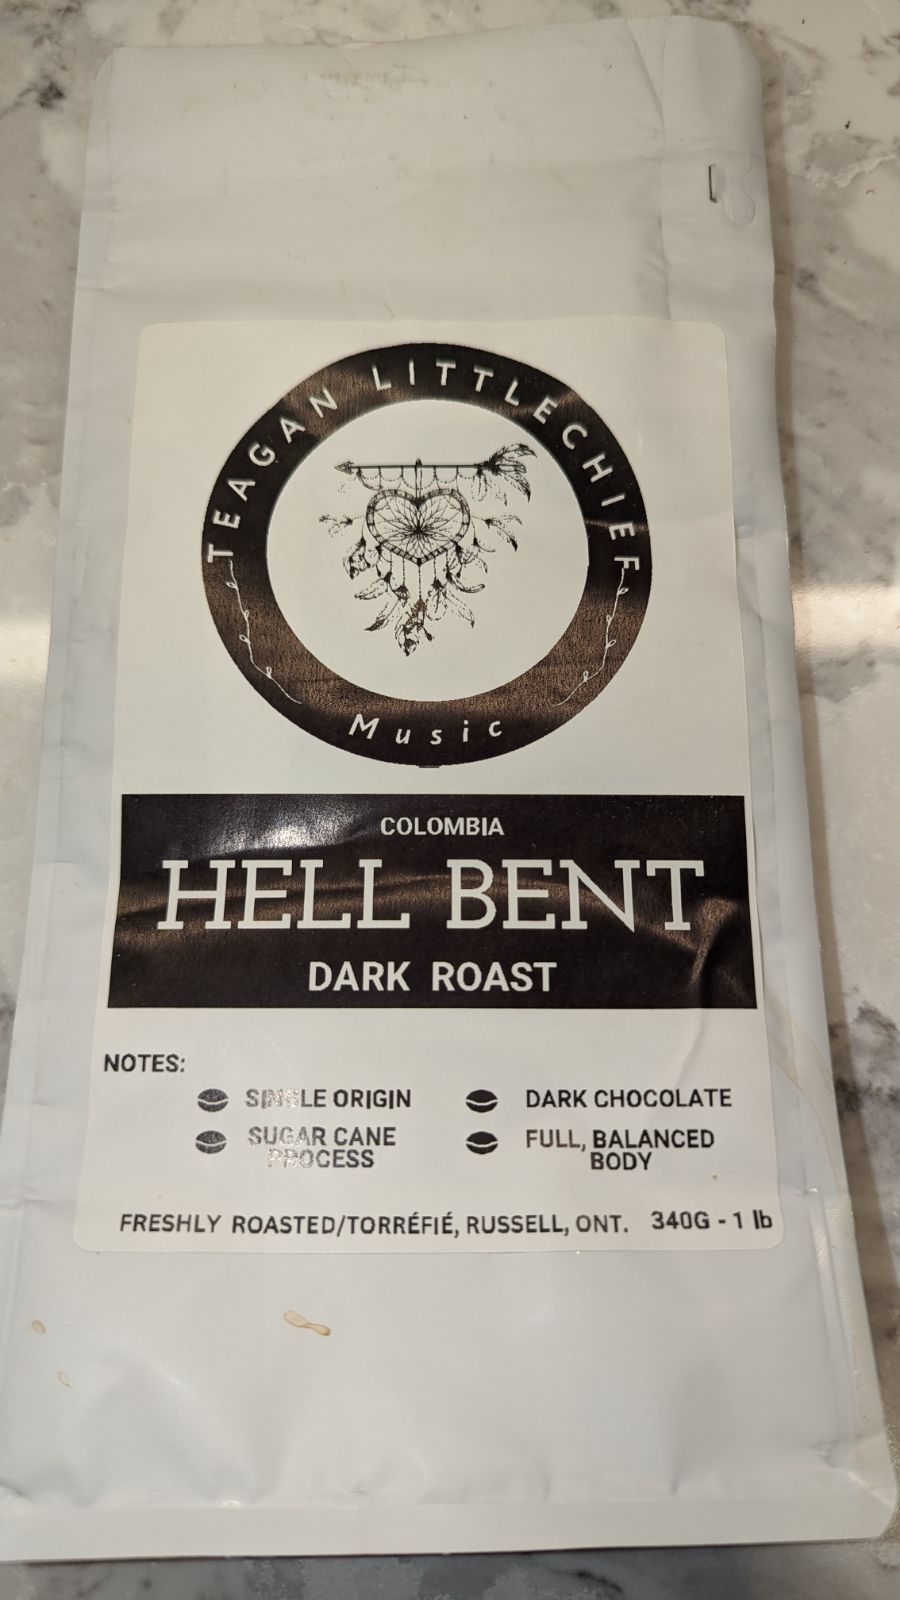 TEAGAN LITTLECHIEF
Music
COLOMBIA
HELL BENT
DARK ROAST
NOTES:
SINGLE ORIGIN
DARK CHOCOLATE
SUGAR CANE
PROCESS
FULL, BALANCED
BODY
FRESHLY ROASTED/TORRÉFIÉ, RUSSELL, ONT. 340G - 1 lb